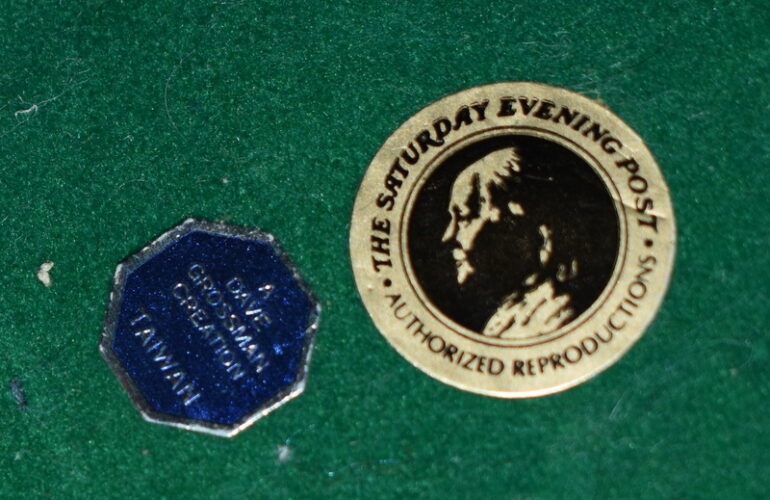 A
DAVE
GROSSMAN
CREATION
TAIWAN
• THE SATURDAY EVENING POST •
AUTHORIZED REPRODUCTIONS